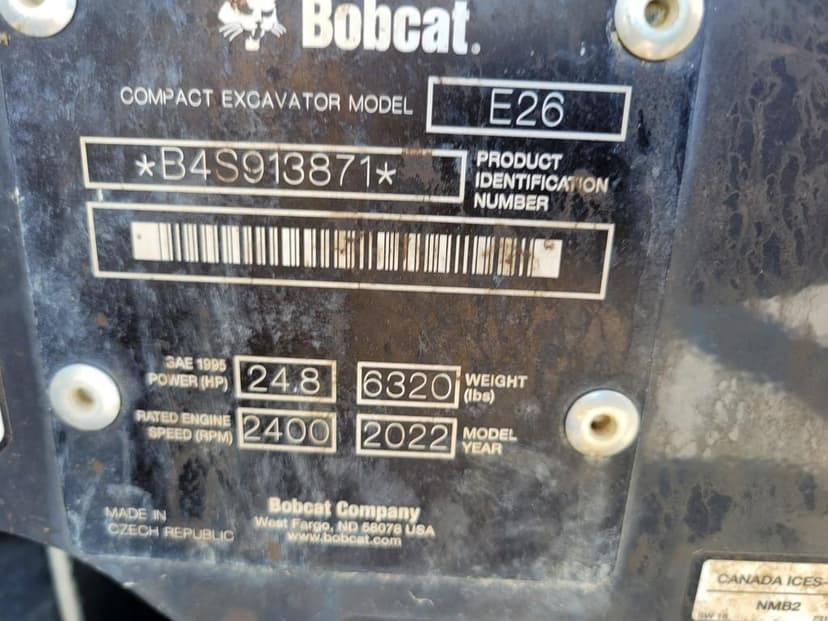 Bobcat.
COMPACT EXCAVATOR MODEL E26
*B4S913871* PRODUCT
IDENTIFICATION
NUMBER
SAE 1995
POWER (HP) 24.8 6320 WEIGHT
(lbs)
RATED ENGINE
SPEED (RPM) 2400 2022 MODEL
YEAR
MADE IN
CZECH REPUBLIC
Bobcat Company
West Fargo, ND 58078 USA
www.bobcat.com
CANADA ICES-
NMB2